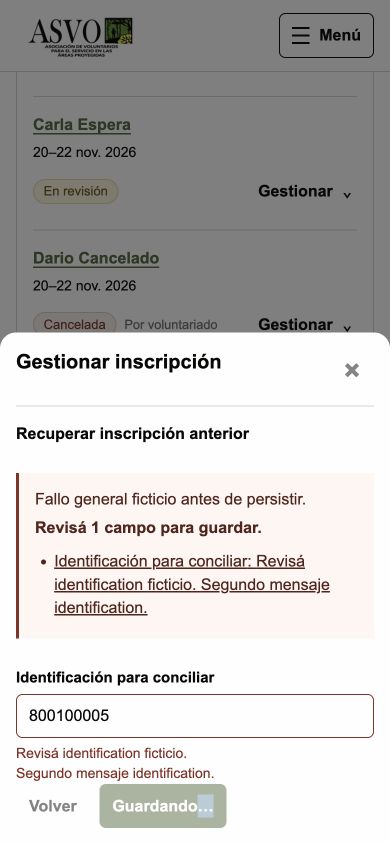 ASVO
ASOCIACIÓN DE VOLUNTARIOS
PARA EL SERVICIO EN LAS
ÁREAS PROTEGIDAS
Menú
Carla Espera
20–22 nov. 2026
En revisión
Gestionar
Dario Cancelado
20–22 nov. 2026
Cancelada Por voluntariado Gestionar
Gestionar inscripción
Recuperar inscripción anterior
Fallo general ficticio antes de persistir.
Revisá 1 campo para guardar.
• Identificación para conciliar: Revisá
identification ficticio. Segundo mensaje
identification.
Identificación para conciliar
800100005
Revisá identification ficticio.
Segundo mensaje identification.
Volver Guardando…